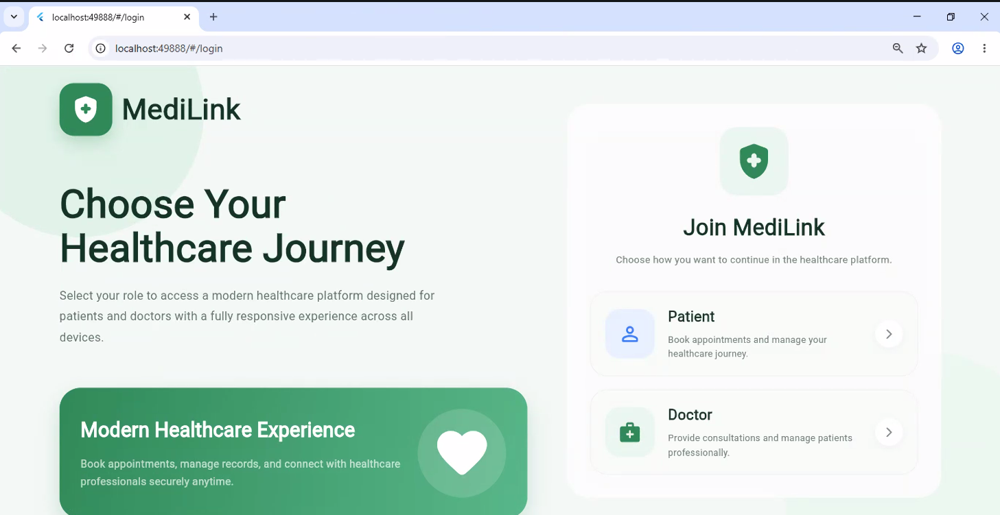 localhost:49888/#/login
localhost:49888/#/login
MediLink
Choose Your
Healthcare Journey
Select your role to access a modern healthcare platform designed for
patients and doctors with a fully responsive experience across all
devices.
Modern Healthcare Experience
Book appointments, manage records, and connect with healthcare
professionals securely anytime.
Join MediLink
Choose how you want to continue in the healthcare platform.
Patient
Book appointments and manage your
healthcare journey.
Doctor
Provide consultations and manage patients
professionally.